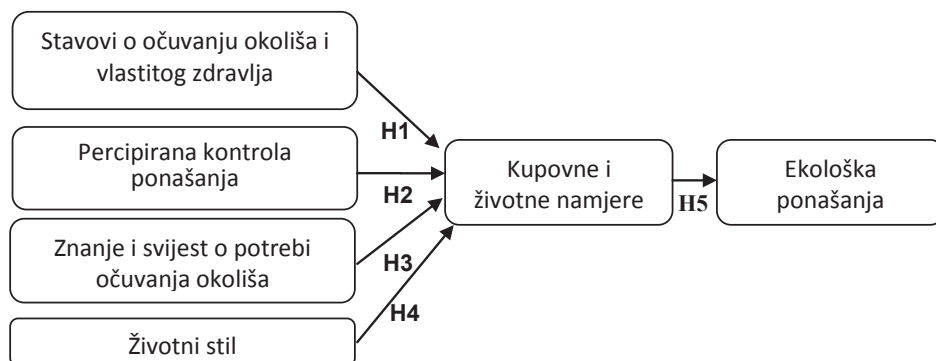 Stavovi o očuvanju okoliša i
vlastitog zdravlja
H1
Percipirana kontrola
ponašanja
H2
Znanje i svijest o potrebi
očuvanja okoliša
H3
Životni stil
H4
Kupovne i
životne namjere
H5
Ekološka
ponašanja